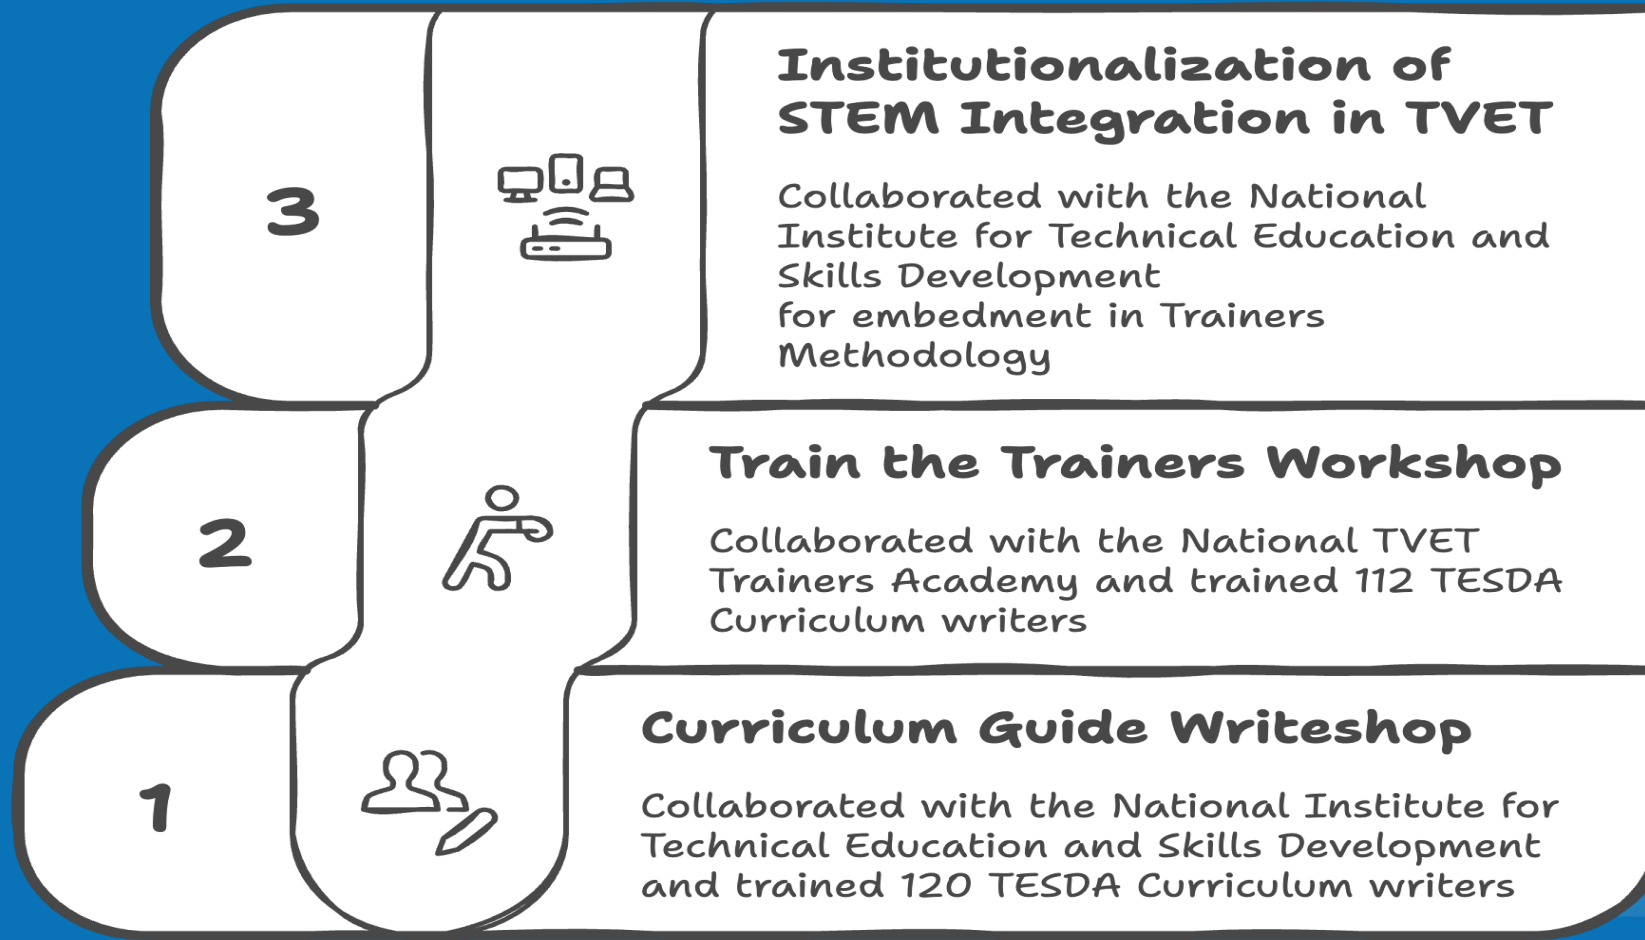 3
Institutionalization of
STEM Integration in TVET
Collaborated with the National
Institute for Technical Education and
Skills Development
for embedment in Trainers
Methodology
2
Train the Trainers Workshop
Collaborated with the National TVET
Trainers Academy and trained 112 TESDA
Curriculum writers
1
Curriculum Guide Writeshop
Collaborated with the National Institute for
Technical Education and Skills Development
and trained 120 TESDA Curriculum writers